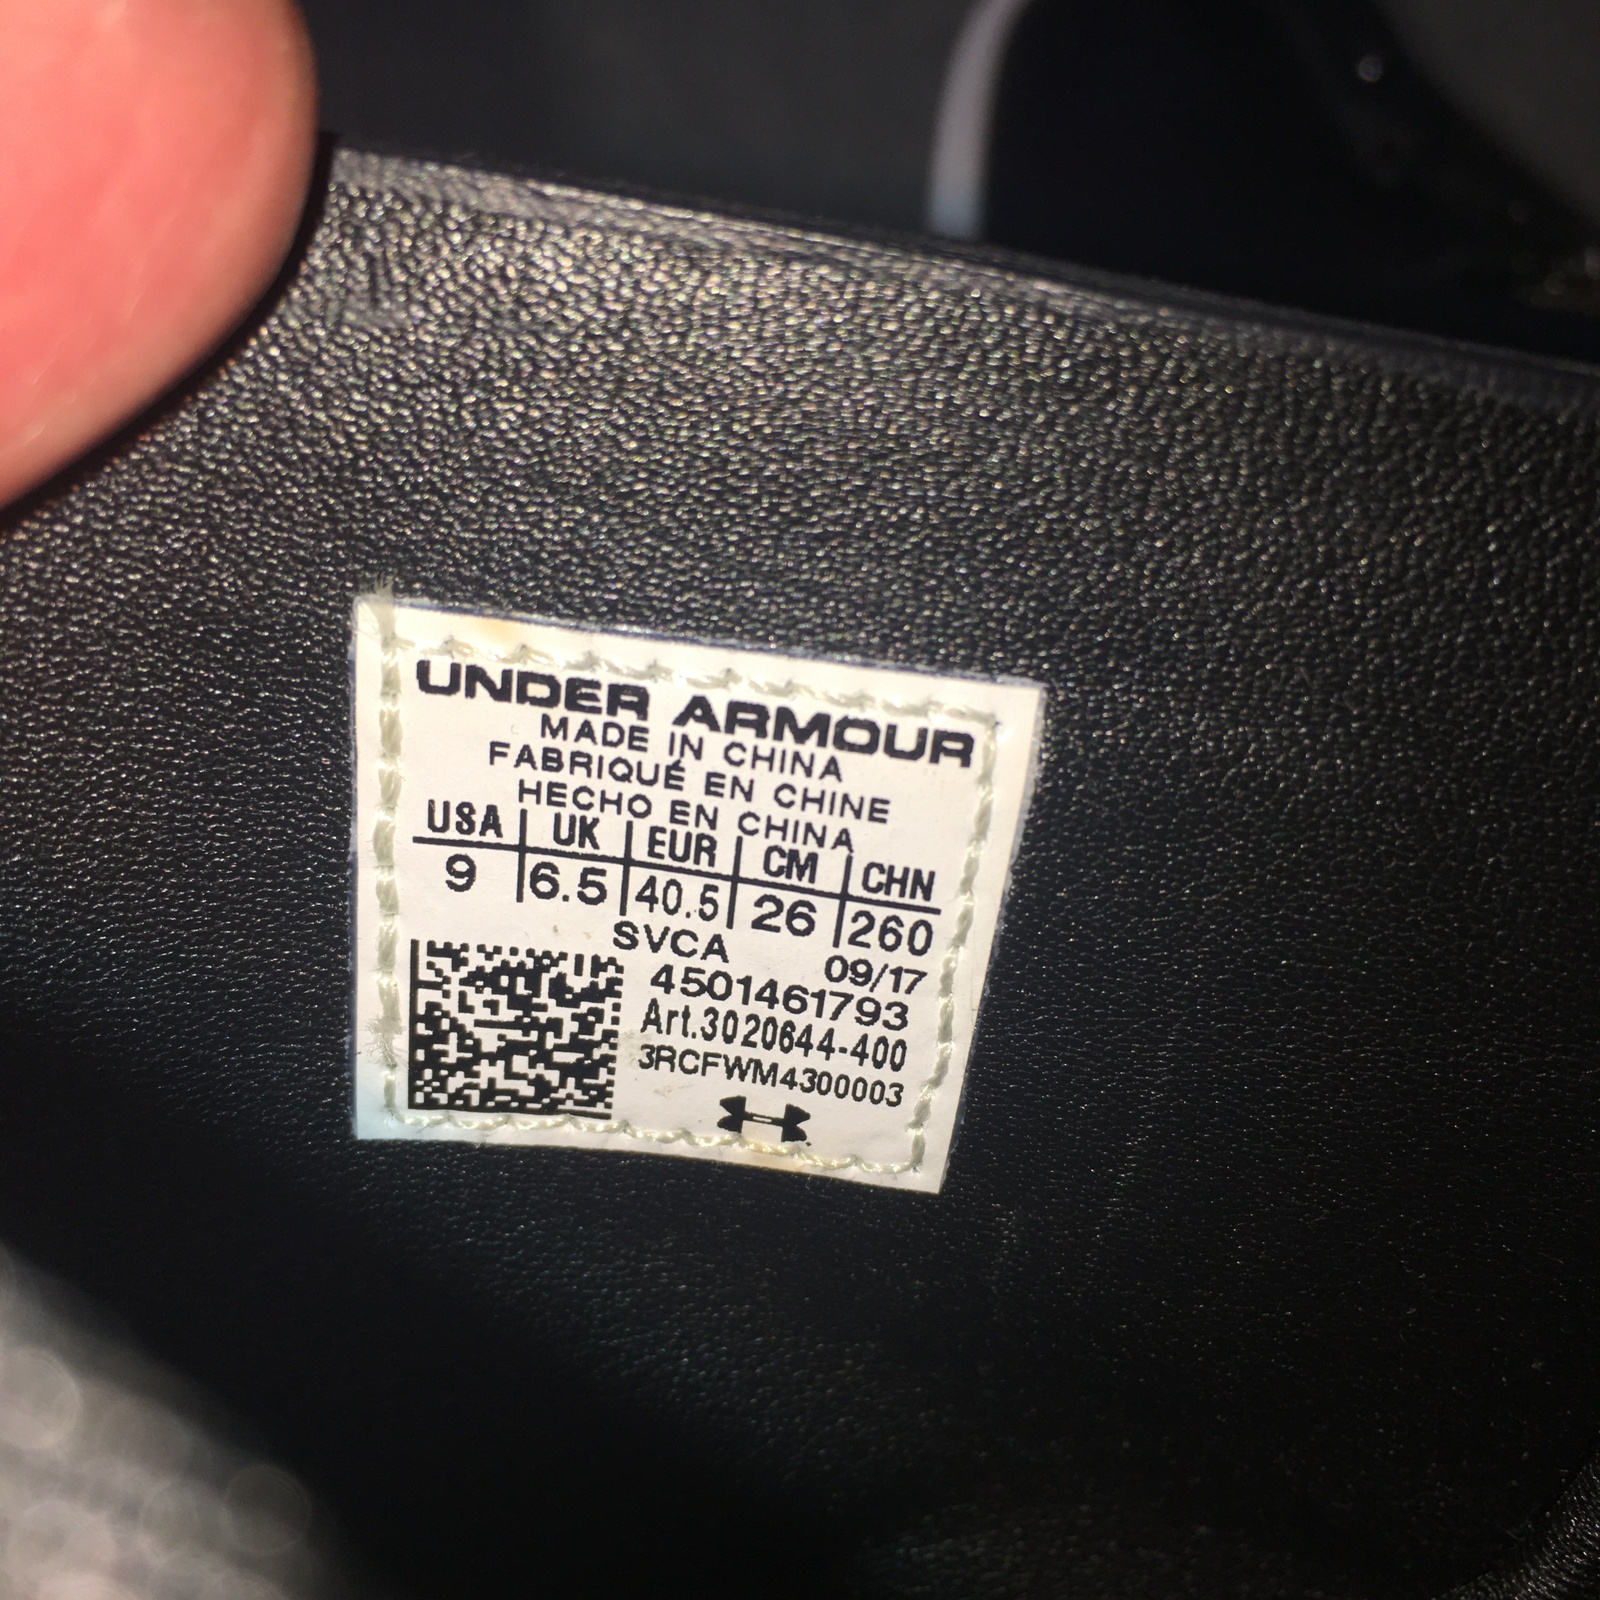 UNDER ARMOUR
MADE IN CHINA
FABRIQUÉ EN CHINE
HECHO EN CHINA
USA UK EUR CM CHN
9 6.5 40.5 26 260
SVCA 09/17
4501461793
Art.3020644-400
3RCFWM4300003